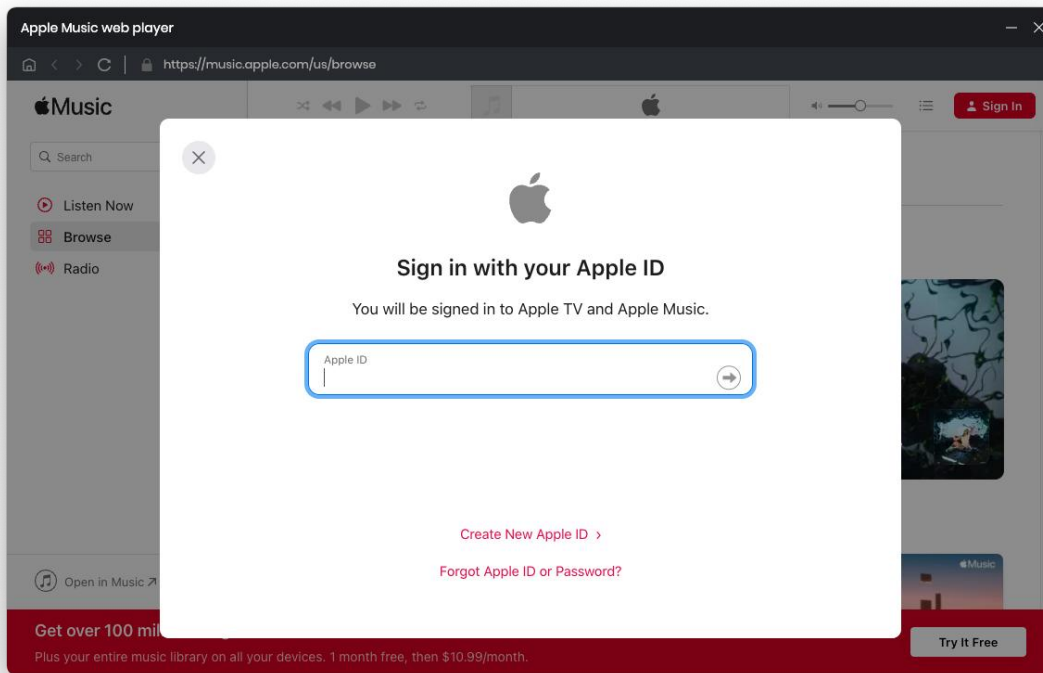 Apple Music web player
https://music.apple.com/us/browse
Music
Sign In
Search
Listen Now
Browse
Radio
Sign in with your Apple ID
You will be signed in to Apple TV and Apple Music.
Apple ID
Create New Apple ID
Forgot Apple ID or Password?
Open in Music
Music
Get over 100 mil
Plus your entire music library on all your devices. 1 month free, then $10.99/month.
Try It Free